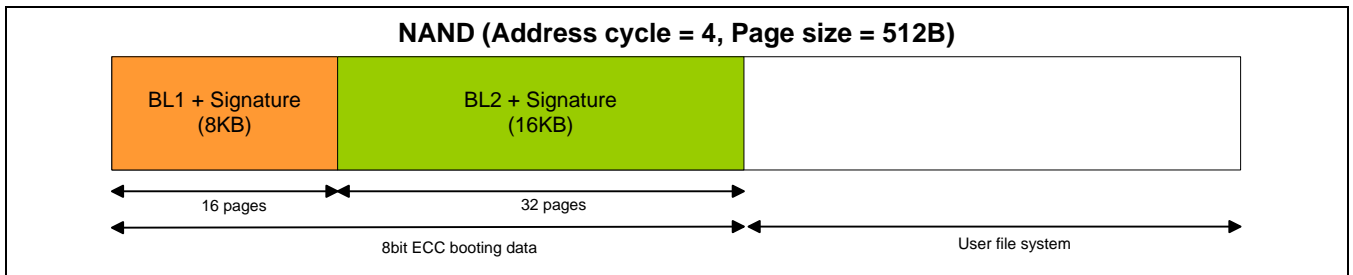 NAND (Address cycle = 4, Page size = 512B)
BL1 + Signature
(8KB)
BL2 + Signature
(16KB)
16 pages
32 pages
8bit ECC booting data
User file system